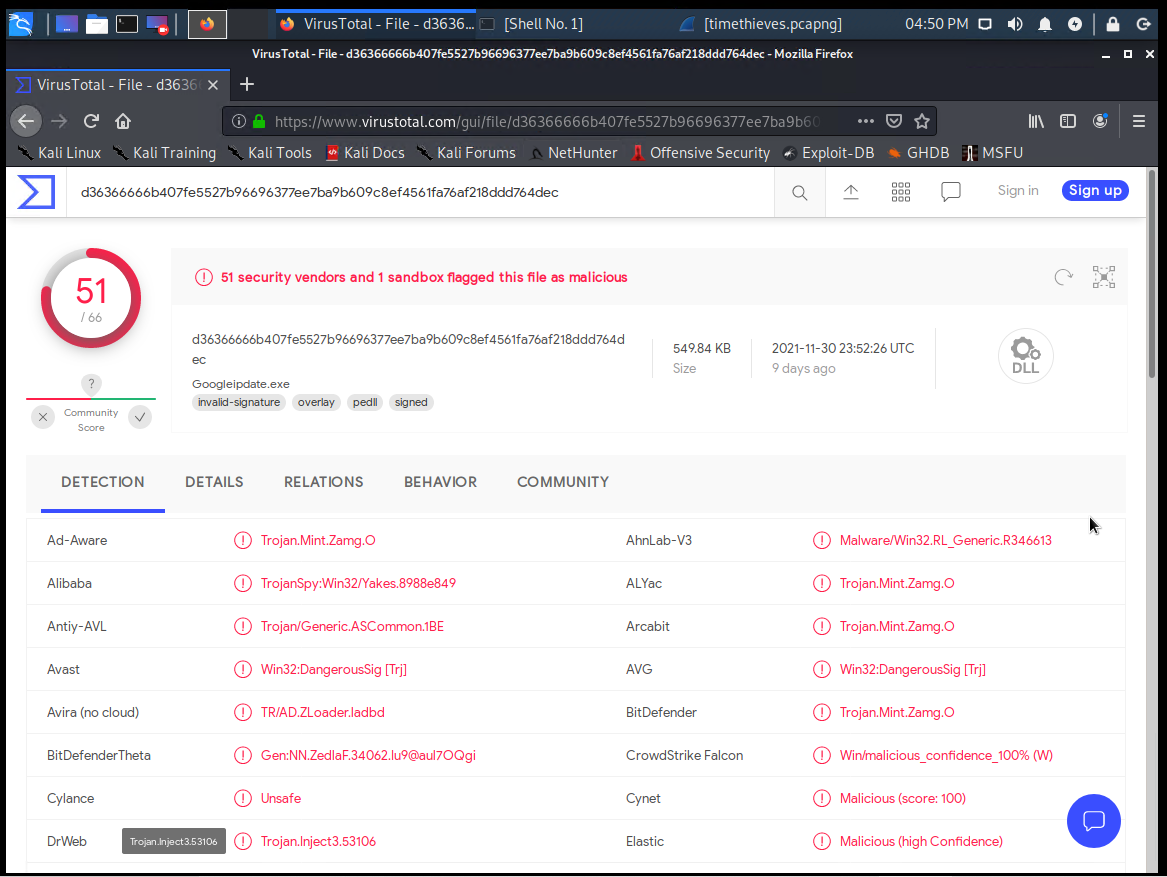 VirusTotal - File - d3636...
[Shell No. 1]
[timethieves.pcapng]
04:50 PM
VirusTotal - File - d36366666b407fe5527b96696377ee7ba9b609c8ef4561fa76af218ddd764dec - Mozilla Firefox
VirusTotal - File - d3636
https://www.virustotal.com/gui/file/d36366666b407fe5527b96696377ee7ba9b60
Kali Linux
Kali Training
Kali Tools
Kali Docs
Kali Forums
NetHunter
Offensive Security
Exploit-DB
GHDB
MSFU
d36366666b407fe5527b96696377ee7ba9b609c8ef4561fa76af218ddd764dec
Sign in
Sign up
51
/ 66
?
Community
Score
51 security vendors and 1 sandbox flagged this file as malicious
d36366666b407fe5527b96696377ee7ba9b609c8ef4561fa76af218ddd764d
ec
Googleipdate.exe
invalid-signature
overlay
pedll
signed
549.84 KB
Size
2021-11-30 23:52:26 UTC
9 days ago
DLL
DETECTION
DETAILS
RELATIONS
BEHAVIOR
COMMUNITY
Ad-Aware
Trojan.Mint.Zamg.O
AhnLab-V3
Malware/Win32.RL_Generic.R346613
Alibaba
TrojanSpy:Win32/Yakes.8988e849
ALYac
Trojan.Mint.Zamg.O
Antiy-AVL
Trojan/Generic.ASCommon.1BE
Arcabit
Trojan.Mint.Zamg.O
Avast
Win32:DangerousSig [Trj]
AVG
Win32:DangerousSig [Trj]
Avira (no cloud)
TR/AD.ZLoader.ladbd
BitDefender
Trojan.Mint.Zamg.O
BitDefenderTheta
Gen:NN.ZedlaF.34062.Iu9@aul7OQgi
CrowdStrike Falcon
Win/malicious_confidence_100% (W)
Cylance
Unsafe
Cynet
Malicious (score: 100)
DrWeb
Trojan.Inject3.53106
Trojan.Inject3.53106
Elastic
Malicious (high Confidence)